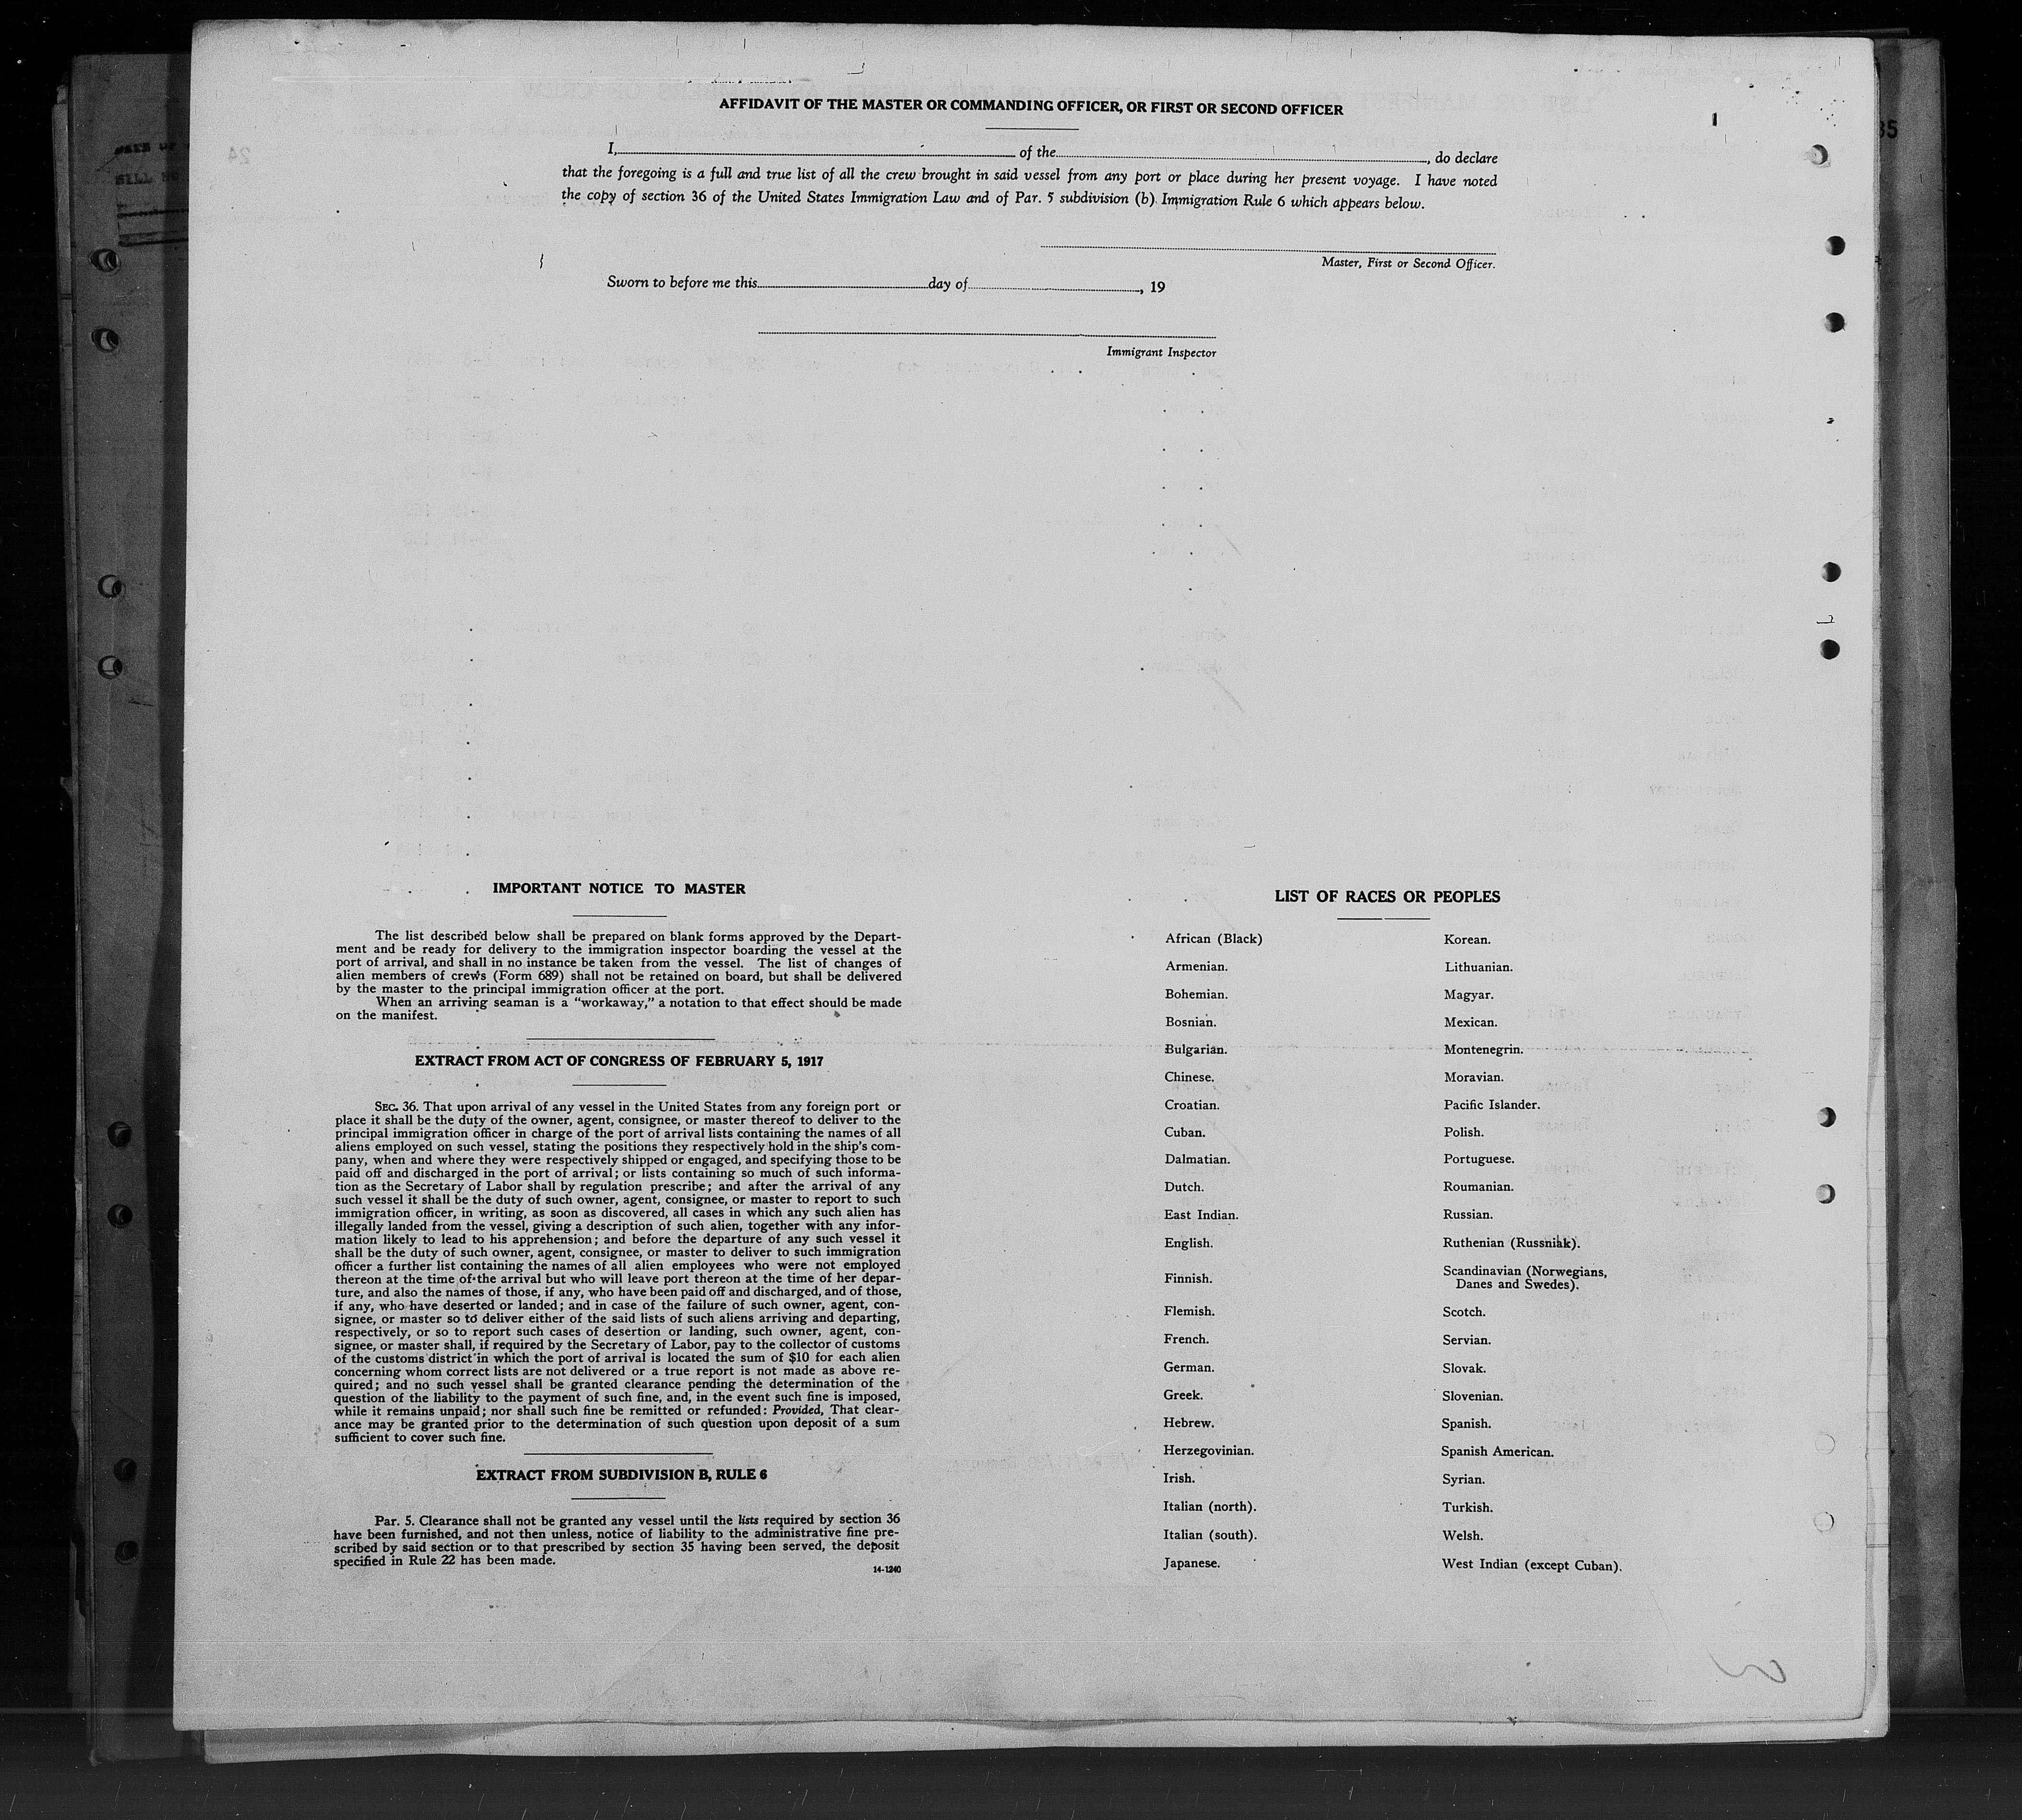 AFFIDAVIT OF THE MASTER OR COMMANDING OFFICER, OR FIRST OR SECOND OFFICER
I, of the , do declare
that the foregoing is a full and true list of all the crew brought in said vessel from any port or place during her present voyage. I have noted
the copy of section 36 of the United States Immigration Law and of Par. 5 subdivision (b) Immigration Rule 6 which appears below.
Master, First or Second Officer.
Sworn to before me this day of , 19
Immigrant Inspector
IMPORTANT NOTICE TO MASTER
The list described below shall be prepared on blank forms approved by the Depart-
ment and be ready for delivery to the immigration inspector boarding the vessel at the
port of arrival, and shall in no instance be taken from the vessel. The list of changes of
alien members of crews (Form 689) shall not be retained on board, but shall be delivered
by the master to the principal immigration officer at the port.
When an arriving seaman is a "workaway," a notation to that effect should be made
on the manifest.
EXTRACT FROM ACT OF CONGRESS OF FEBRUARY 5, 1917
SEC. 36. That upon arrival of any vessel in the United States from any foreign port or
place it shall be the duty of the owner, agent, consignee, or master thereof to deliver to the
principal immigration officer in charge of the port of arrival lists containing the names of all
aliens employed on such vessel, stating the positions they respectively hold in the ship's com-
pany, when and where they were respectively shipped or engaged, and specifying those to be
paid off and discharged in the port of arrival; or lists containing so much of such informa-
tion as the Secretary of Labor shall by regulation prescribe; and after the arrival of any
such vessel it shall be the duty of such owner, agent, consignee, or master to report to such
immigration officer, in writing, as soon as discovered, all cases in which any such alien has
illegally landed from the vessel, giving a description of such alien, together with any infor-
mation likely to lead to his apprehension; and before the departure of any such vessel it
shall be the duty of such owner, agent, consignee, or master to deliver to such immigration
officer a further list containing the names of all alien employees who were not employed
thereon at the time of the arrival but who will leave port thereon at the time of her depar-
ture, and also the names of those, if any, who have been paid off and discharged, and of those,
if any, who have deserted or landed; and in case of the failure of such owner, agent, con-
signee, or master so to deliver either of the said lists of such aliens arriving and departing,
respectively, or so to report such cases of desertion or landing, such owner, agent, con-
signee, or master shall, if required by the Secretary of Labor, pay to the collector of customs
of the customs district in which the port of arrival is located the sum of $10 for each alien
concerning whom correct lists are not delivered or a true report is not made as above re-
quired; and no such vessel shall be granted clearance pending the determination of the
question of the liability to the payment of such fine, and, in the event such fine is imposed,
while it remains unpaid; nor shall such fine be remitted or refunded: Provided, That clear-
ance may be granted prior to the determination of such question upon deposit of a sum
sufficient to cover such fine.
EXTRACT FROM SUBDIVISION B, RULE 6
Par. 5. Clearance shall not be granted any vessel until the lists required by section 36
have been furnished, and not then unless, notice of liability to the administrative fine pre-
scribed by said section or to that prescribed by section 35 having been served, the deposit
specified in Rule 22 has been made.
14-1240
LIST OF RACES OR PEOPLES
African (Black)
Armenian.
Bohemian.
Bosnian.
Bulgarian.
Chinese.
Croatian.
Cuban.
Dalmatian.
Dutch.
East Indian.
English.
Finnish.
Flemish.
French.
German.
Greek.
Hebrew.
Herzegovinian.
Irish.
Italian (north).
Italian (south).
Japanese.
Korean.
Lithuanian.
Magyar.
Mexican.
Montenegrin.
Moravian.
Pacific Islander.
Polish.
Portuguese.
Roumanian.
Russian.
Ruthenian (Russniak).
Scandinavian (Norwegians,
Danes and Swedes).
Scotch.
Servian.
Slovak.
Slovenian.
Spanish.
Spanish American.
Syrian.
Turkish.
Welsh.
West Indian (except Cuban).